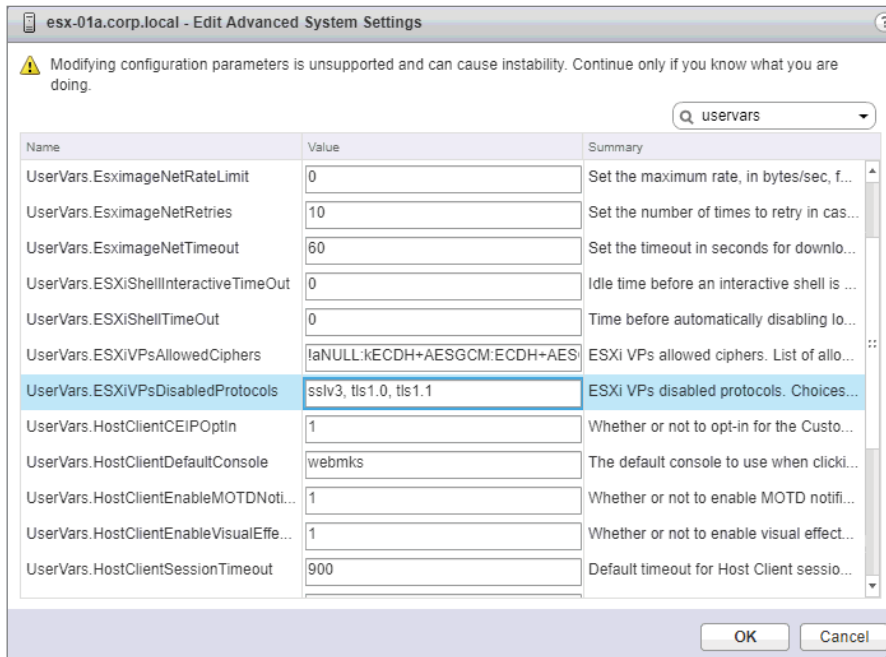 esx-01a.corp.local - Edit Advanced System Settings
?
Modifying configuration parameters is unsupported and can cause instability. Continue only if you know what you are
doing.
uservars
Name Value Summary
UserVars.EsximageNetRateLimit 0 Set the maximum rate, in bytes/sec, f...
UserVars.EsximageNetRetries 10 Set the number of times to retry in cas...
UserVars.EsximageNetTimeout 60 Set the timeout in seconds for downlo...
UserVars.ESXiShellInteractiveTimeOut 0 Idle time before an interactive shell is ...
UserVars.ESXiShellTimeOut 0 Time before automatically disabling lo...
UserVars.ESXiVPsAllowedCiphers !aNULL:kECDH+AESGCM:ECDH+AES ESXi VPs allowed ciphers. List of allo...
UserVars.ESXiVPsDisabledProtocols sslv3, tls1.0, tls1.1 ESXi VPs disabled protocols. Choices...
UserVars.HostClientCEIPOptIn 1 Whether or not to opt-in for the Custo...
UserVars.HostClientDefaultConsole webmks The default console to use when clicki...
UserVars.HostClientEnableMOTDNoti... 1 Whether or not to enable MOTD notifi...
UserVars.HostClientEnableVisualEffe... 1 Whether or not to enable visual effect...
UserVars.HostClientSessionTimeout 900 Default timeout for Host Client sessio...
OK Cancel